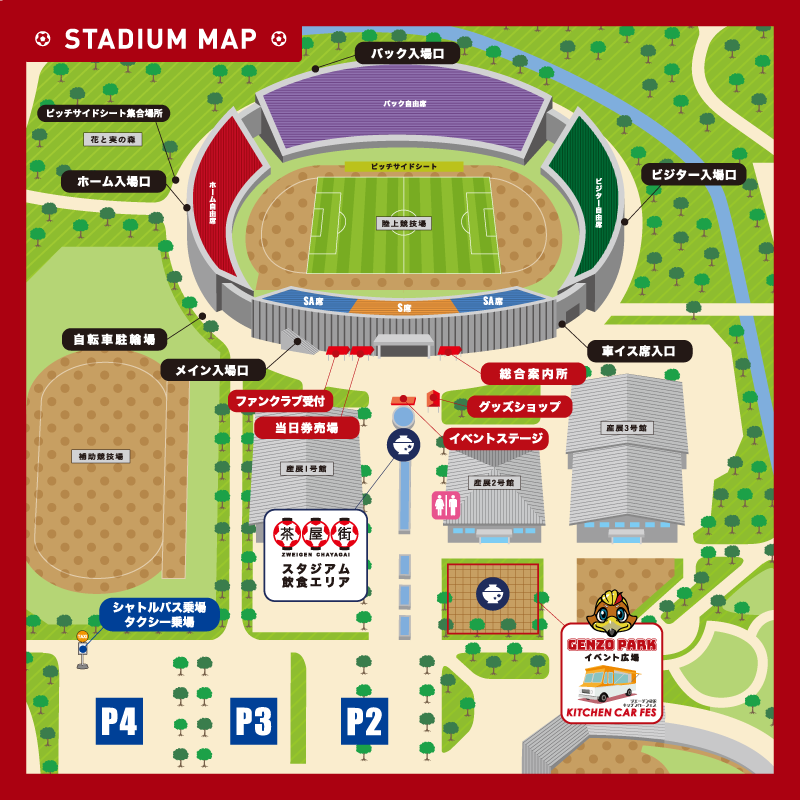 STADIUM MAP
バック入場口
バック自由席
ピッチサイドシート集合場所
花と実の森
ピッチサイドシート
ホーム入場口
ビジター入場口
ホーム自由席
ビジター自由席
陸上競技場
SA席
S席
SA席
自転車駐輪場
メイン入場口
車イス席入口
総合案内所
ファンクラブ受付
グッズショップ
当日券売場
イベントステージ
補助競技場
産展1号館
産展2号館
産展3号館
茶屋街
ZWEIGEN CHAYAGAI
スタジアム
飲食エリア
シャトルバス乗場
タクシー乗場
GENZO PARK
イベント広場
KITCHEN CAR FES
P4
P3
P2